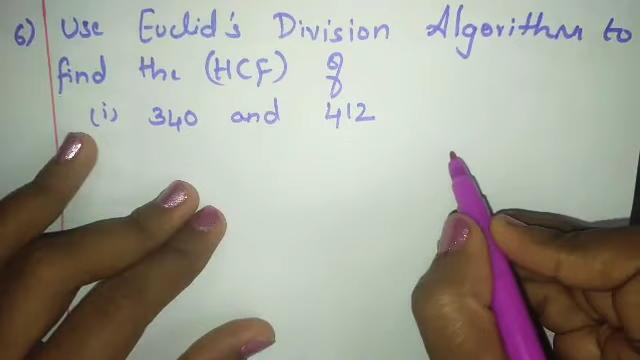 6) Use Euclid's Division Algorithm to
find the (HCF) of
(i) 340 and 412